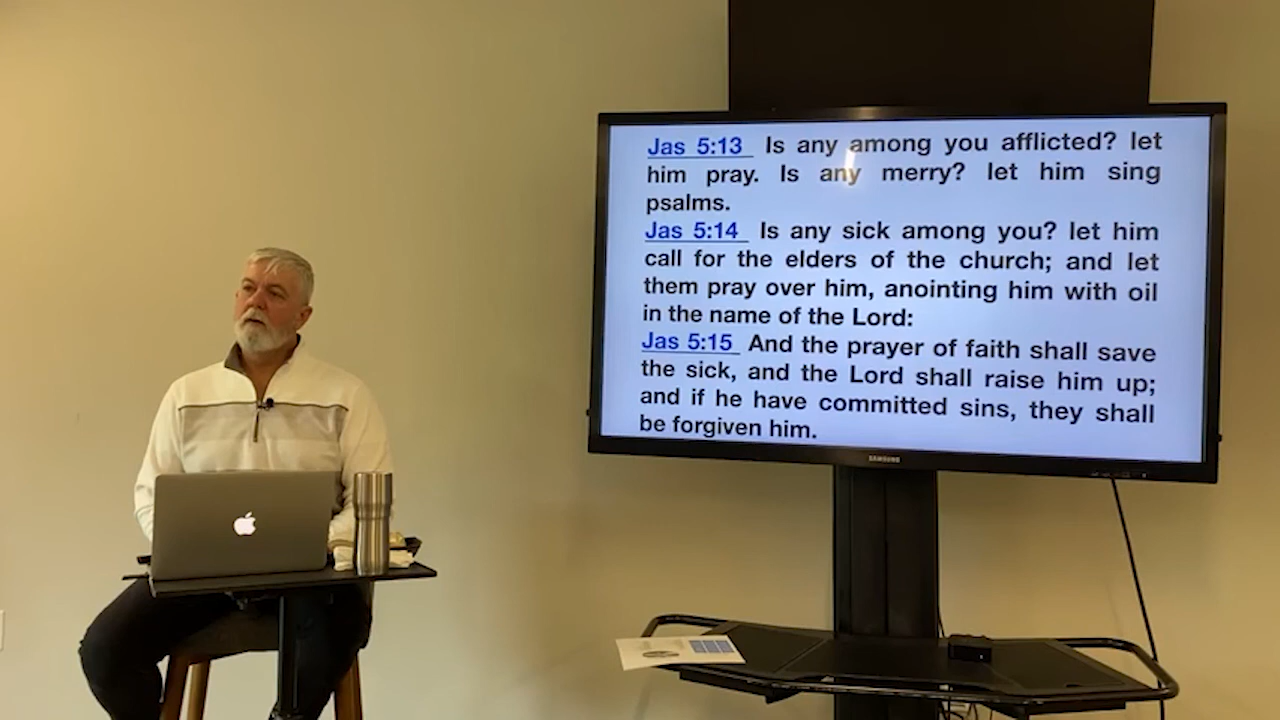 Jas 5:13 Is any among you afflicted? let
him pray. Is any merry? let him sing
psalms.
Jas 5:14 Is any sick among you? let him
call for the elders of the church; and let
them pray over him, anointing him with oil
in the name of the Lord:
Jas 5:15 And the prayer of faith shall save
the sick, and the Lord shall raise him up;
and if he have committed sins, they shall
be forgiven him.
SAMSUNG